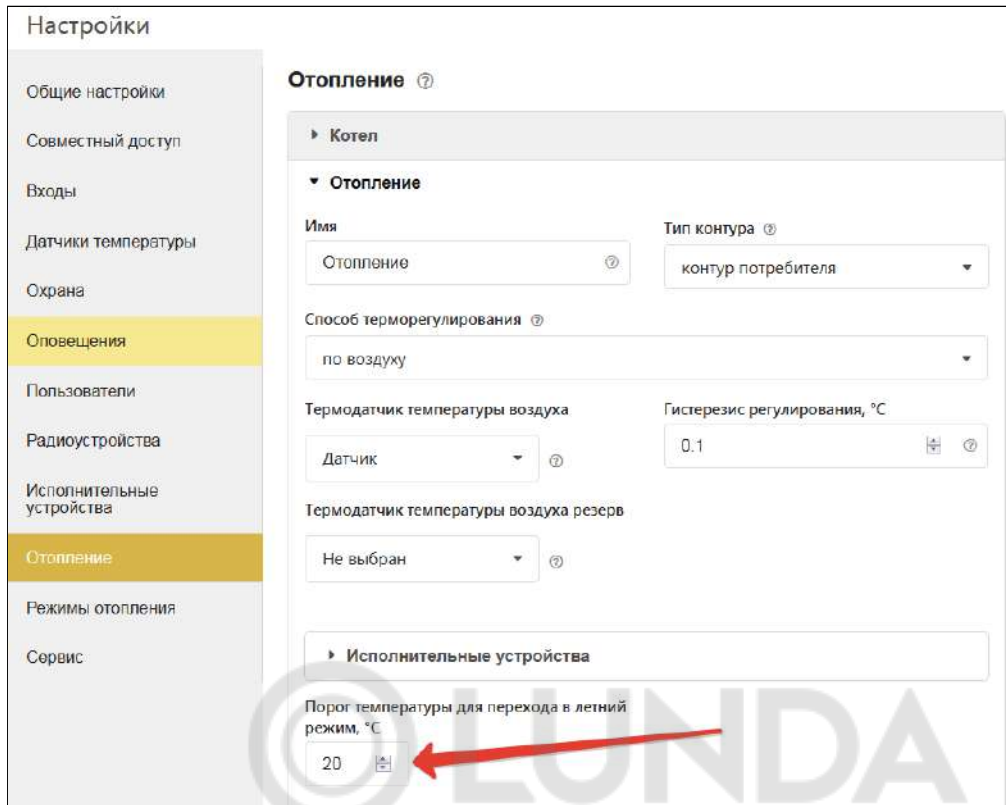 Настройки
Общие настройки
Совместный доступ
Входы
Датчики температуры
Охрана
Оповещения
Пользователи
Радиоустройства
Исполнительные
устройства
Отопление
Режимы отопления
Сервис
Отопление
Котел
Отопление
Имя
Отопление
Тип контура
контур потребителя
Способ терморегулирования
по воздуху
Термодатчик температуры воздуха
Датчик
Гистерезис регулирования, °C
0.1
Термодатчик температуры воздуха резерв
Не выбран
Исполнительные устройства
Порог температуры для перехода в летний
режим, °C
20
LUNDA